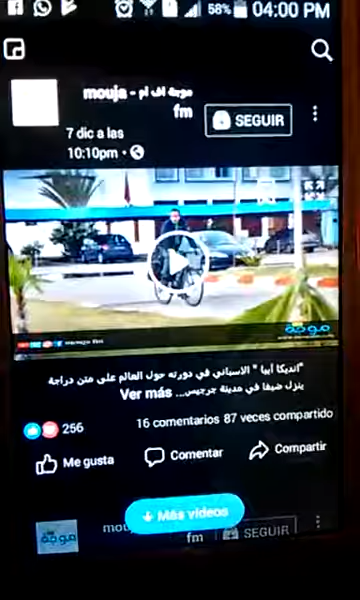 58% 04:00 PM
mouja - موجة اف ام
fm
SEGUIR
7 dic a las
10:10pm •
موجة
"انديكا أبيا " الاسباني في دورته حول العالم على متن دراجة
ينزل ضيفا في مدينة جرجيس... Ver más
256
16 comentarios 87 veces compartido
Me gusta
Comentar
Compartir
Más videos
موجة
fm
SEGUIR